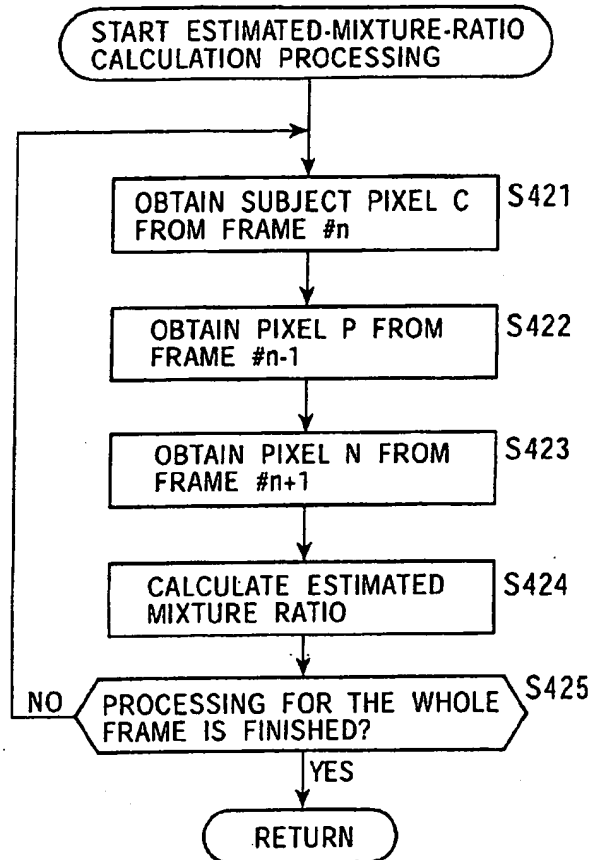 START ESTIMATED-MIXTURE-RATIO
CALCULATION PROCESSING
OBTAIN SUBJECT PIXEL C
FROM FRAME #n
S421
OBTAIN PIXEL P FROM
FRAME #n-1
S422
OBTAIN PIXEL N FROM
FRAME #n+1
S423
CALCULATE ESTIMATED
MIXTURE RATIO
S424
NO
PROCESSING FOR THE WHOLE
FRAME IS FINISHED?
S425
YES
RETURN